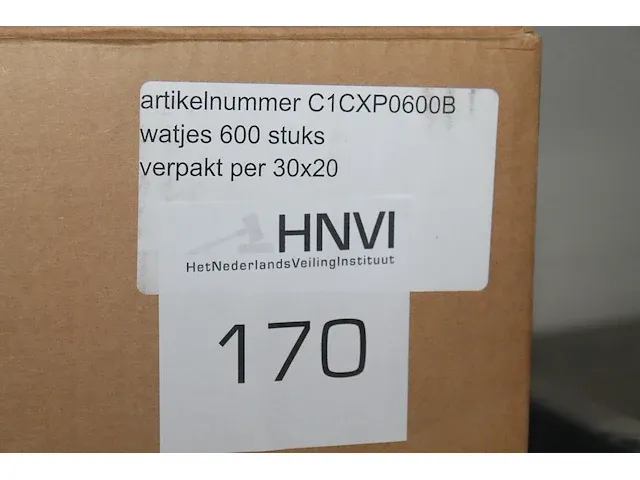 artikelnummer C1CXP0600B
watjes 600 stuks
verpakt per 30x20
HNVI
HetNederlandsVeilingInstituut
170